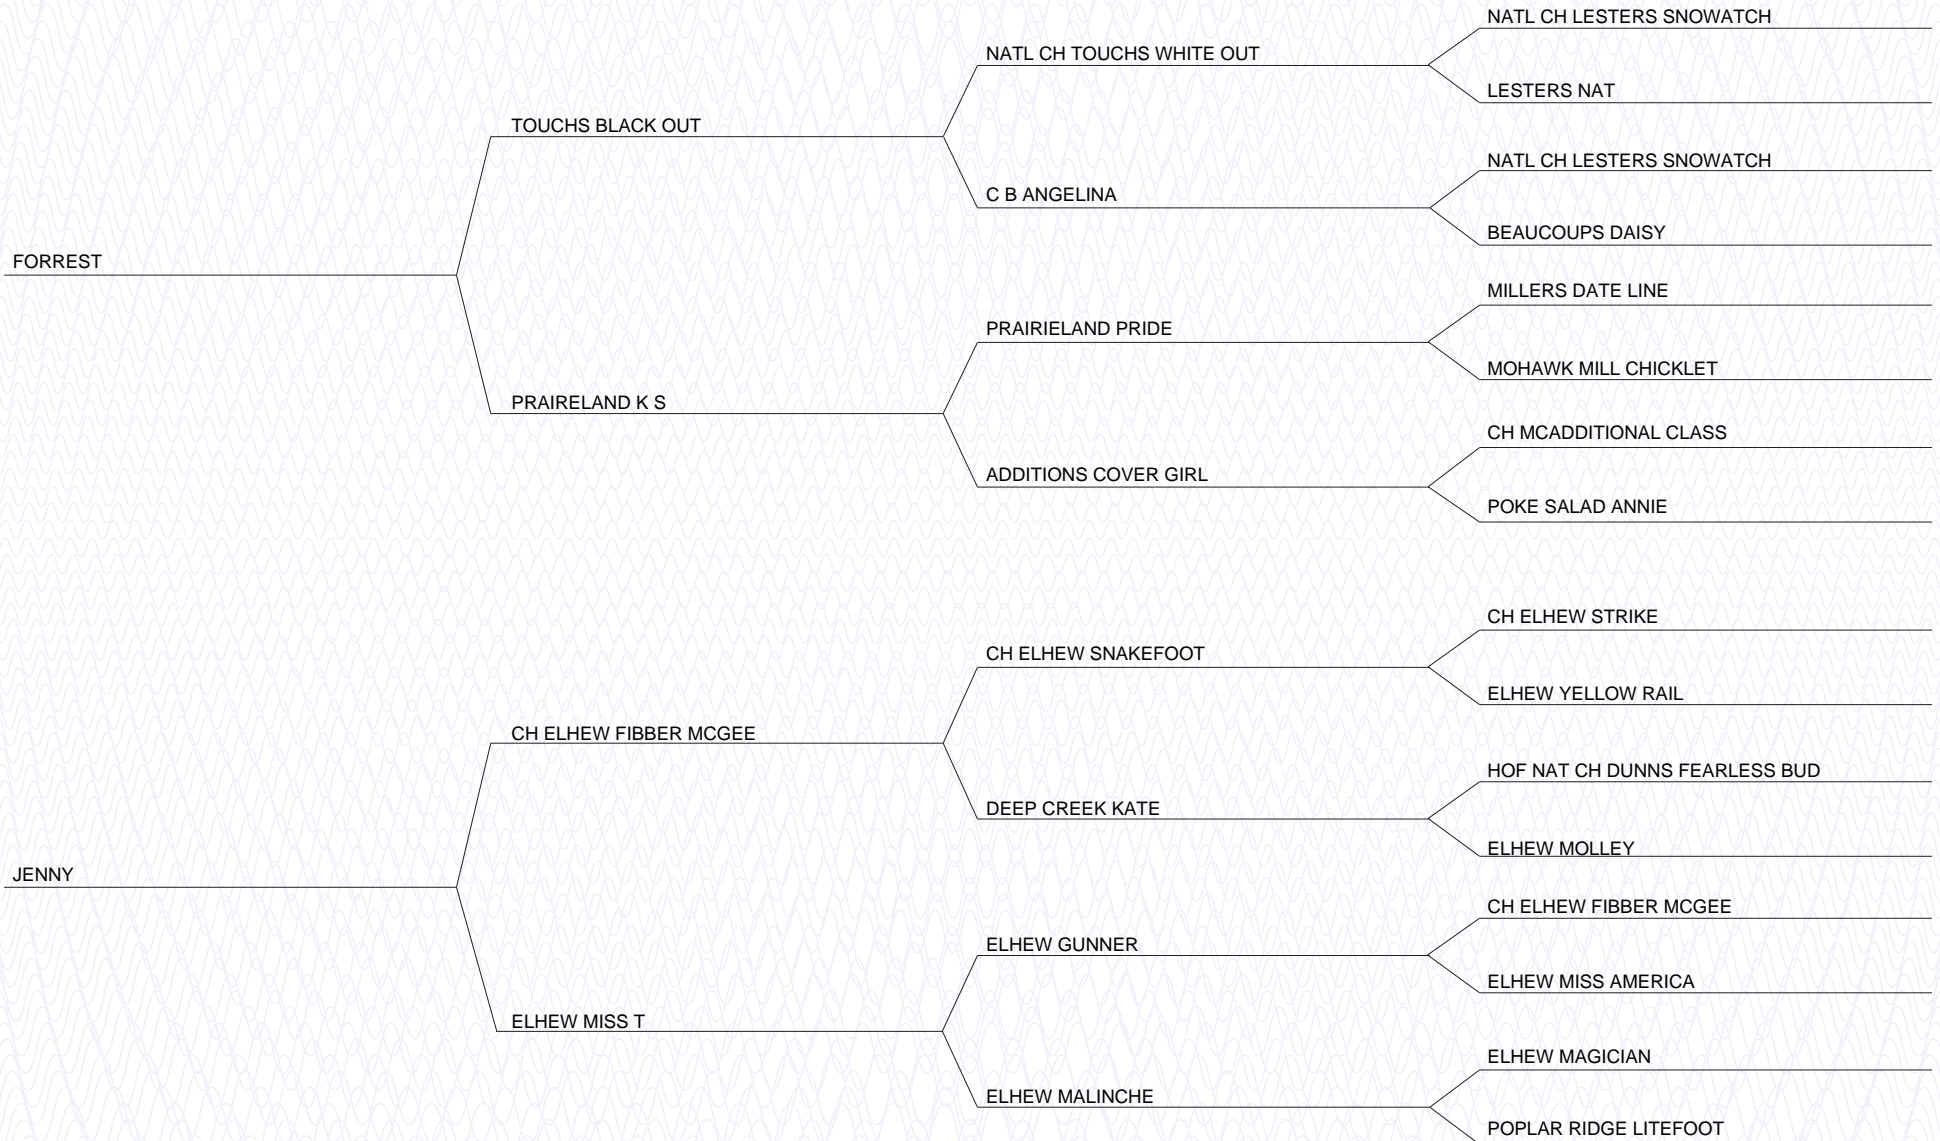 NATL CH LESTERS SNOWATCH
NATL CH TOUCHS WHITE OUT
LESTERS NAT
TOUCHS BLACK OUT
NATL CH LESTERS SNOWATCH
C B ANGELINA
BEAUCOUPS DAISY
FORREST
MILLERS DATE LINE
PRAIRIELAND PRIDE
MOHAWK MILL CHICKLET
PRAIRELAND K S
CH MCADDITIONAL CLASS
ADDITIONS COVER GIRL
POKE SALAD ANNIE
CH ELHEW STRIKE
CH ELHEW SNAKEFOOT
ELHEW YELLOW RAIL
CH ELHEW FIBBER MCGEE
HOF NAT CH DUNNS FEARLESS BUD
DEEP CREEK KATE
ELHEW MOLLEY
JENNY
CH ELHEW FIBBER MCGEE
ELHEW GUNNER
ELHEW MISS AMERICA
ELHEW MISS T
ELHEW MAGICIAN
ELHEW MALINCHE
POPLAR RIDGE LITEFOOT